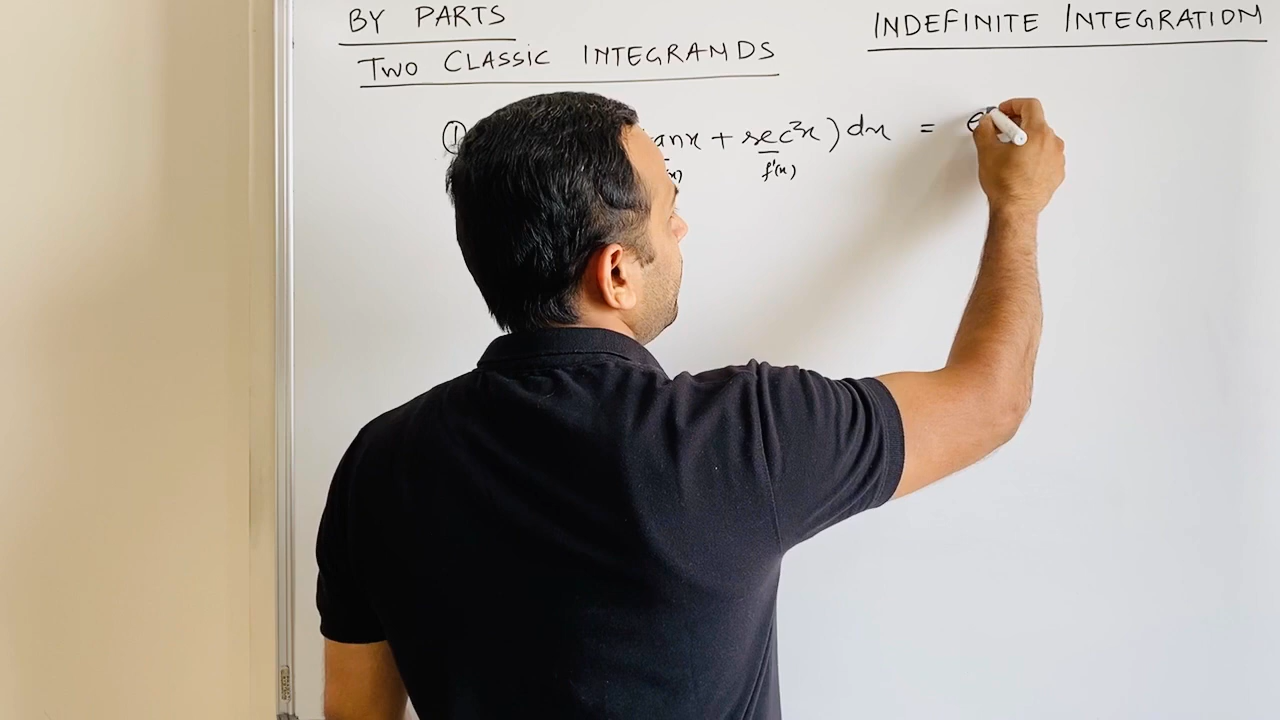 BY PARTS
INDEFINITE INTEGRATION
TWO CLASSIC INTEGRANDS
① anx + sec²x) dx = e
(x) f'(x)